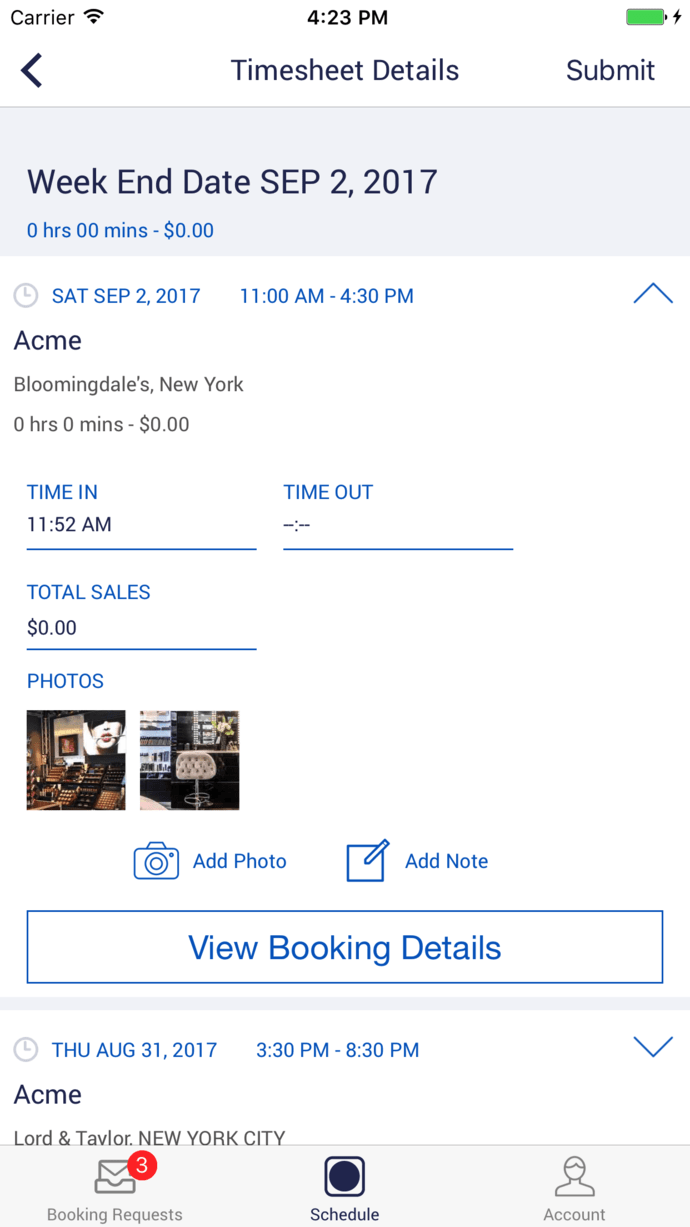 Carrier 4:23 PM
Timesheet Details Submit
Week End Date SEP 2, 2017
0 hrs 00 mins - $0.00
SAT SEP 2, 2017 11:00 AM - 4:30 PM
Acme
Bloomingdale's, New York
0 hrs 0 mins - $0.00
TIME IN TIME OUT
11:52 AM --:--
TOTAL SALES
$0.00
PHOTOS
Add Photo Add Note
View Booking Details
THU AUG 31, 2017 3:30 PM - 8:30 PM
Acme
Lord & Taylor, NEW YORK CITY
3
Booking Requests Schedule Account